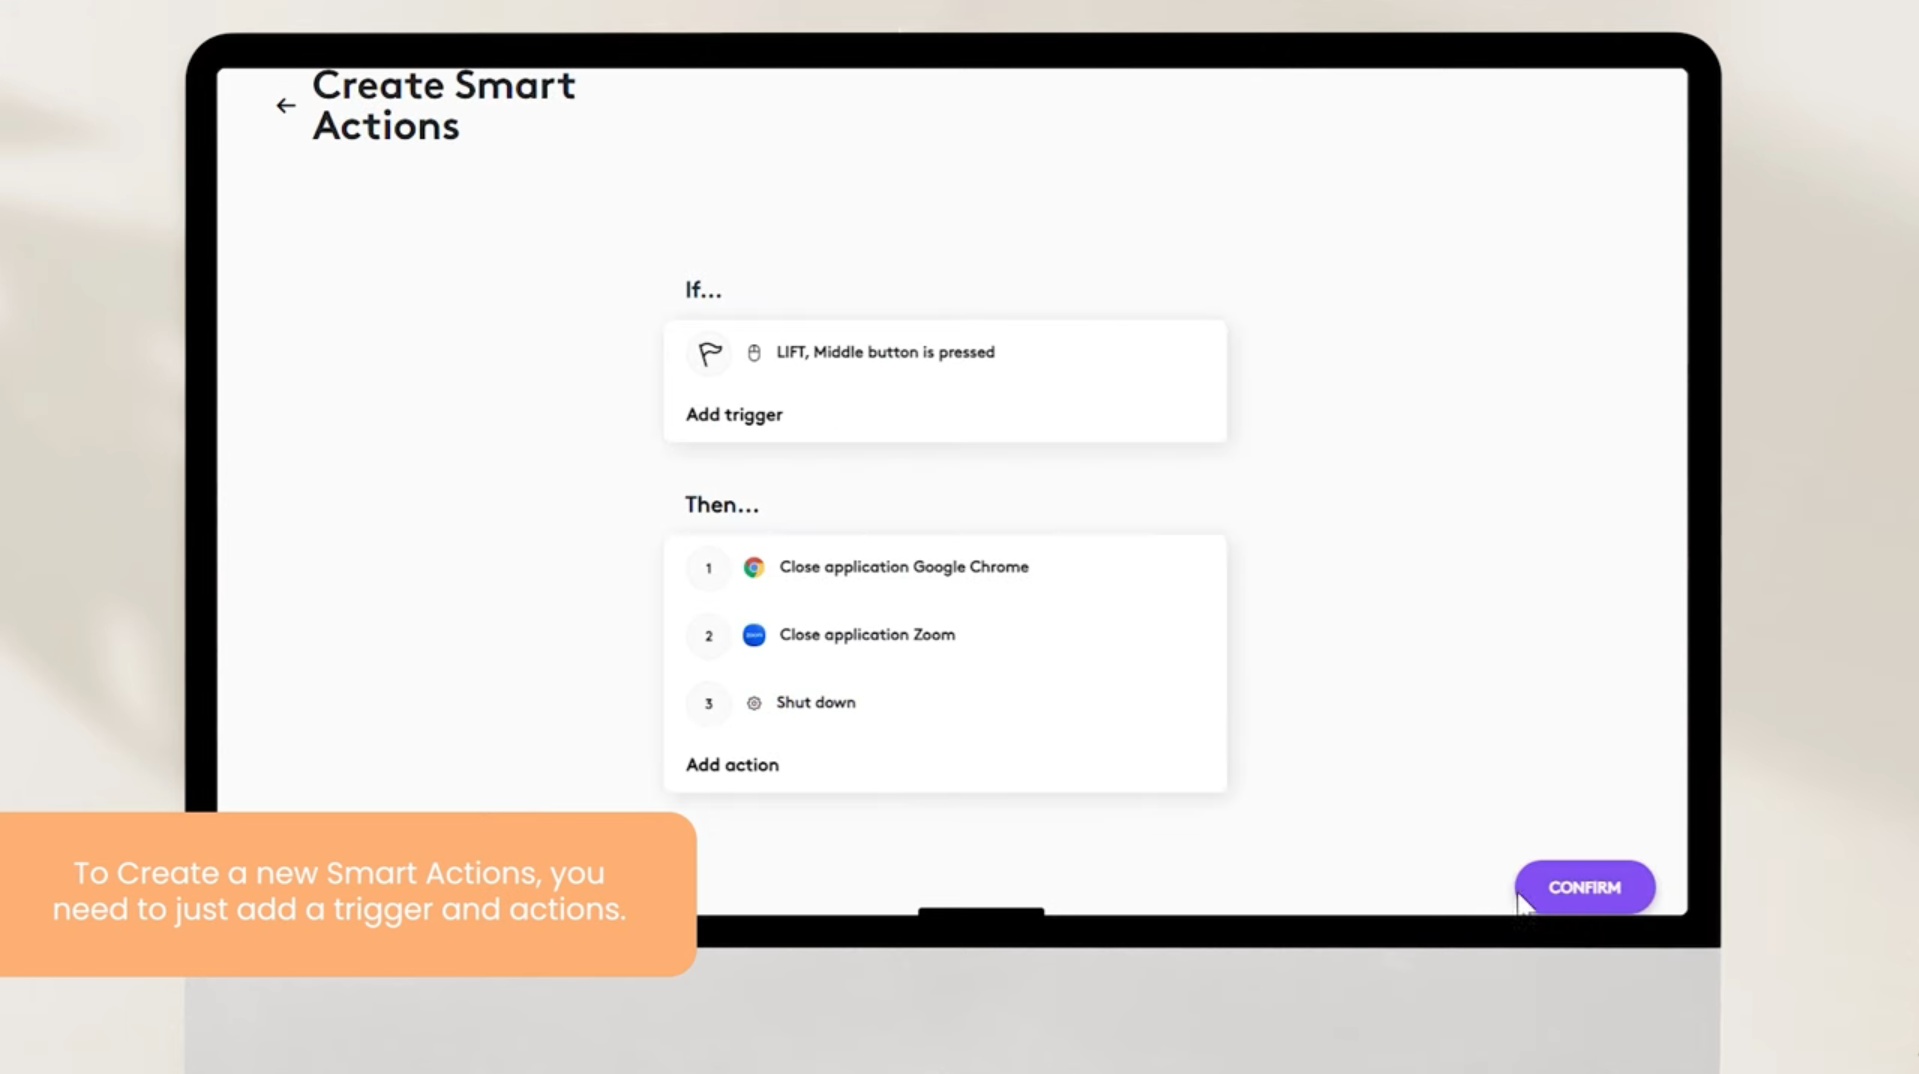 Create Smart
Actions
If...
LIFT, Middle button is pressed
Add trigger
Then...
1 Close application Google Chrome
2 zoom Close application Zoom
3 Shut down
Add action
CONFIRM
To Create a new Smart Actions, you
need to just add a trigger and actions.